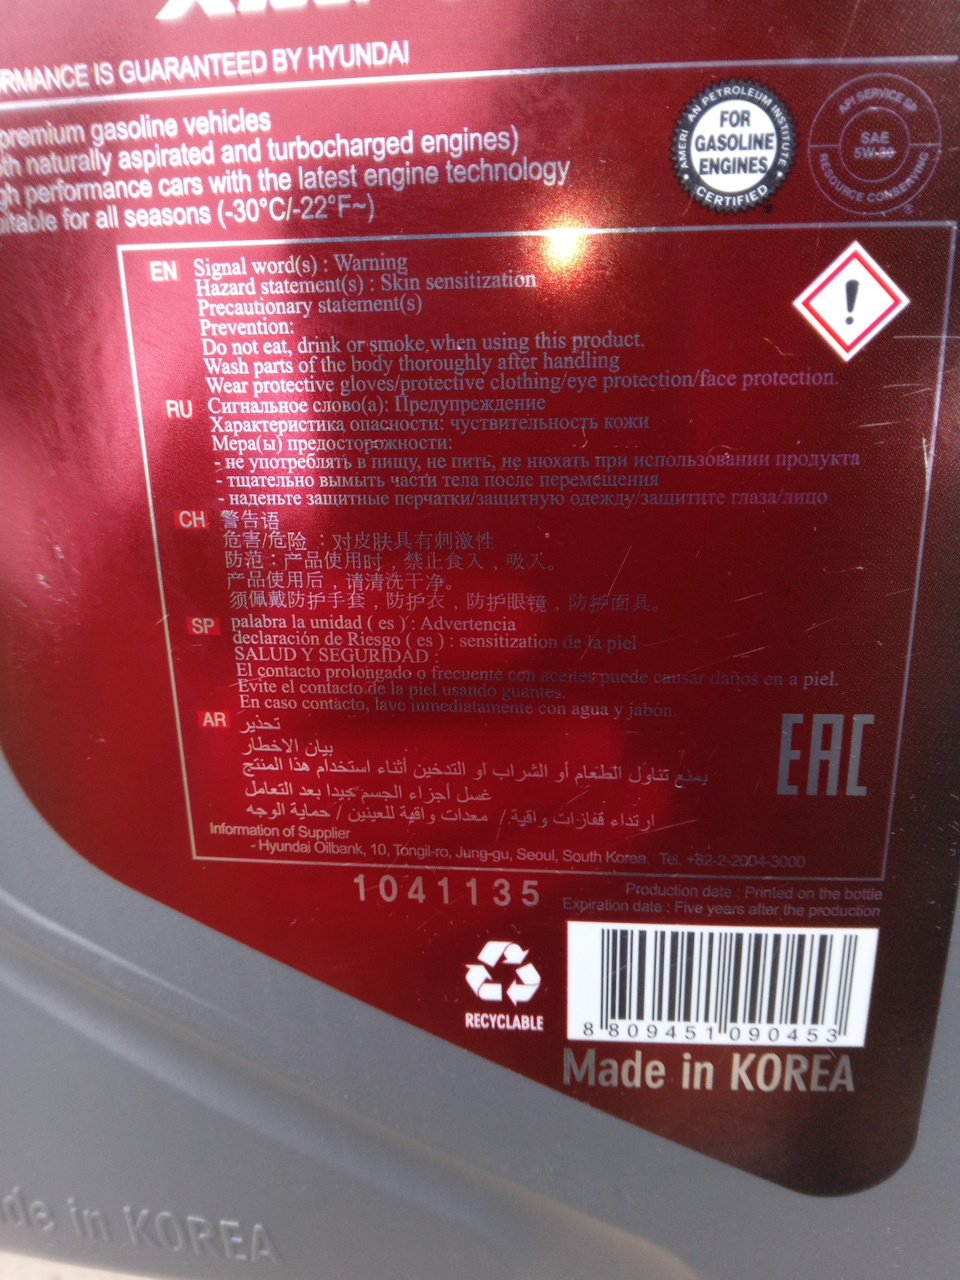 RMANCE IS GUARANTEED BY HYUNDAI
premium gasoline vehicles
th naturally aspirated and turbocharged engines)
gh performance cars with the latest engine technology
itable for all seasons (-30°C/-22°F~)
AMERICAN PETROLEUM INSTITUTE
FOR
GASOLINE
ENGINES
CERTIFIED
API SERVICE SP
SAE
RESOURCE CONSERVING
EN Signal word(s) : Warning
Hazard statement(s) : Skin sensitization
Precautionary statement(s)
Prevention:
Do not eat, drink or smoke when using this product.
Wash parts of the body thoroughly after handling
Wear protective gloves/protective clothing/eye protection/face protection.
RU Сигнальное слово(а): Предупреждение
Характеристика опасности: чуствительность кожи
Мера(ы) предосторожности:
- не употреблять в пищу, не пить, не нюхать при использовании продукта
- тщательно вымыть части тела после перемещения
- наденьте защитные перчатки/защитную одежду/защитите глаза/лицо
CH 警告语
危害/危险 : 对皮肤具有刺激性
防范 : 产品使用时 , 禁止食入 , 吸入。
产品使用后 , 请清洗干净。
须佩戴防护手套 , 防护衣 , 防护眼镜 , 防护面具。
SP palabra la unidad ( es ) : Advertencia
declaración de Riesgo ( es ) : sensitization de la piel
SALUD Y SEGURIDAD :
El contacto prolongado o frecuente con aceites puede causar daños en a piel.
Evite el contacto de la piel usando guantes.
En caso contacto, lave inmediatamente con agua y jabón.
AR تحذير
بيان الاخطار
يمنع تناول الطعام أو الشراب او التدخين أثناء استخدام هذا المنتج
غسل أجزاء الجسم جيدا بعد التعامل
ارتداء قفازات واقية / معدات واقية للعينين / حماية الوجه
EAC
Information of Supplier
- Hyundai Oilbank, 10, Tongil-ro, Jung-gu, Seoul, South Korea. Tel. +82-2-2004-3000
1041135
Production date : Printed on the bottle
Expiration date : Five years after the production
RECYCLABLE
8 809451 090453
Made in KOREA
de in KOREA